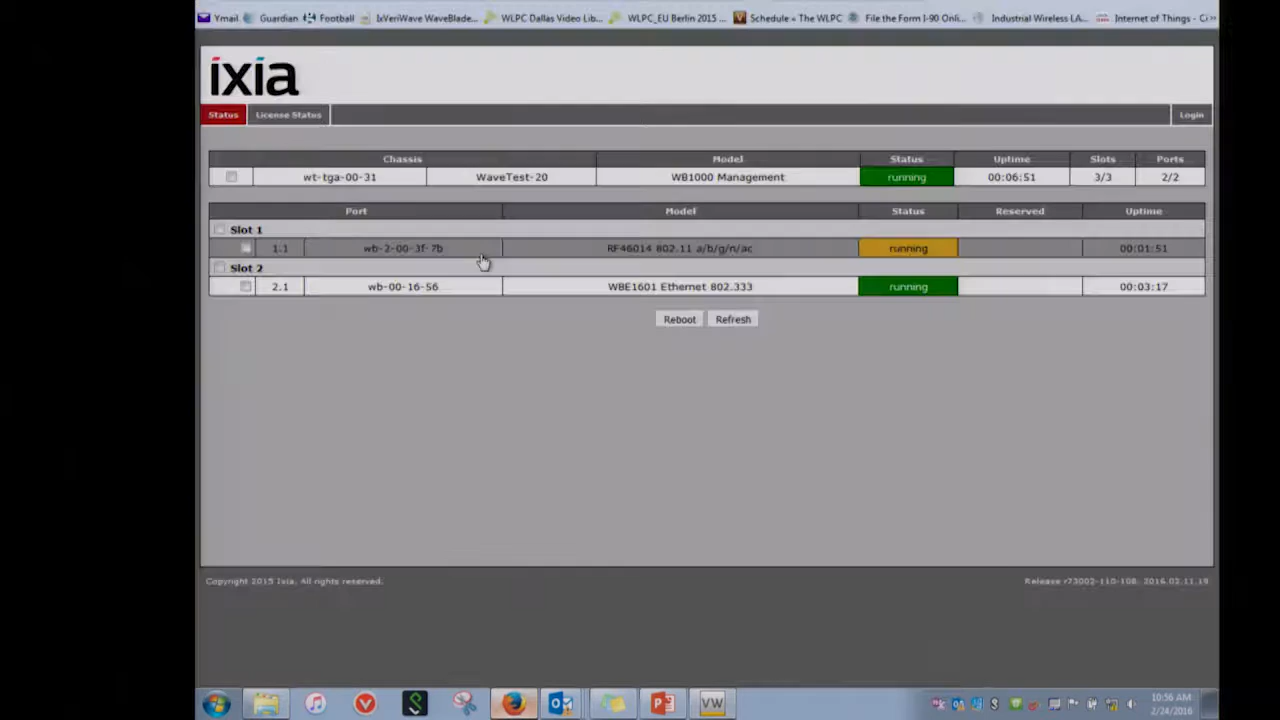 Ymail Guardian Football IxVeriWave WaveBlade... WLPC Dallas Video Lib... WLPC_EU Berlin 2015 ... Schedule « The WLPC File the Form I-90 Onli... Industrial Wireless LA... Internet of Things - Ci »
ixia
Status License Status Login
Chassis Model Status Uptime Slots Ports
wt-tga-00-31 WaveTest-20 WB1000 Management running 00:06:51 3/3 2/2
Port Model Status Reserved Uptime
Slot 1
1.1 wb-2-00-3f-7b RF46014 802.11 a/b/g/n/ac running 00:01:51
Slot 2
2.1 wb-00-16-56 WBE1601 Ethernet 802.333 running 00:03:17
Reboot Refresh
Copyright 2015 Ixia, All rights reserved.
Release
VW
10:56 AM
2/24/2016